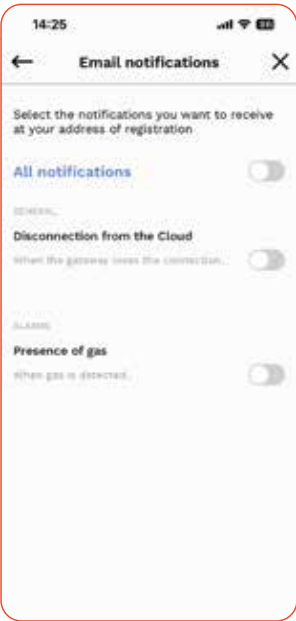 14:25
Email notifications
Select the notifications you want to receive
at your address of registration
All notifications
GENERAL
Disconnection from the Cloud
When the gateway loses the connection.
ALARMS
Presence of gas
When gas is detected.